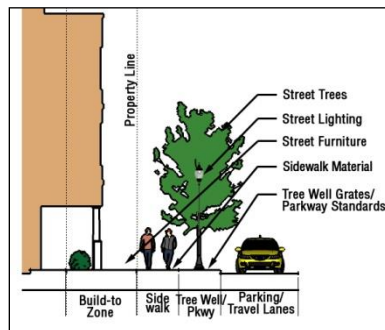 Property Line
Street Trees
Street Lighting
Street Furniture
Sidewalk Material
Tree Well Grates/
Parkway Standards
Build-to
Zone
Side
walk
Tree Well/
Pkwy
Parking/
Travel Lanes